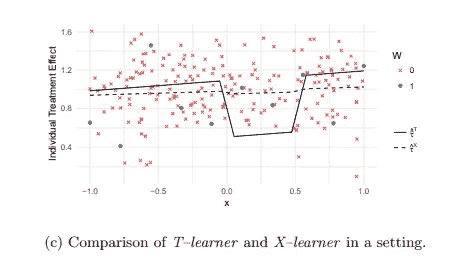 1.6
1.2
0.8
0.4
Individual Treatment Effect
−1.0 −0.5 0.0 0.5 1.0
x
W
0
1
τ̂ᵀ
τ̂ˣ
(c) Comparison of T–learner and X–learner in a setting.